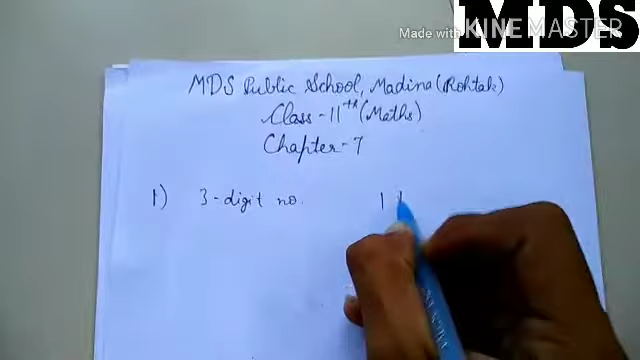 Made with KINEMASTER
MDS
MDS Public School, Madina (Rohtak)
Class - 11th (Maths)
Chapter - 7
1) 3-digit no.